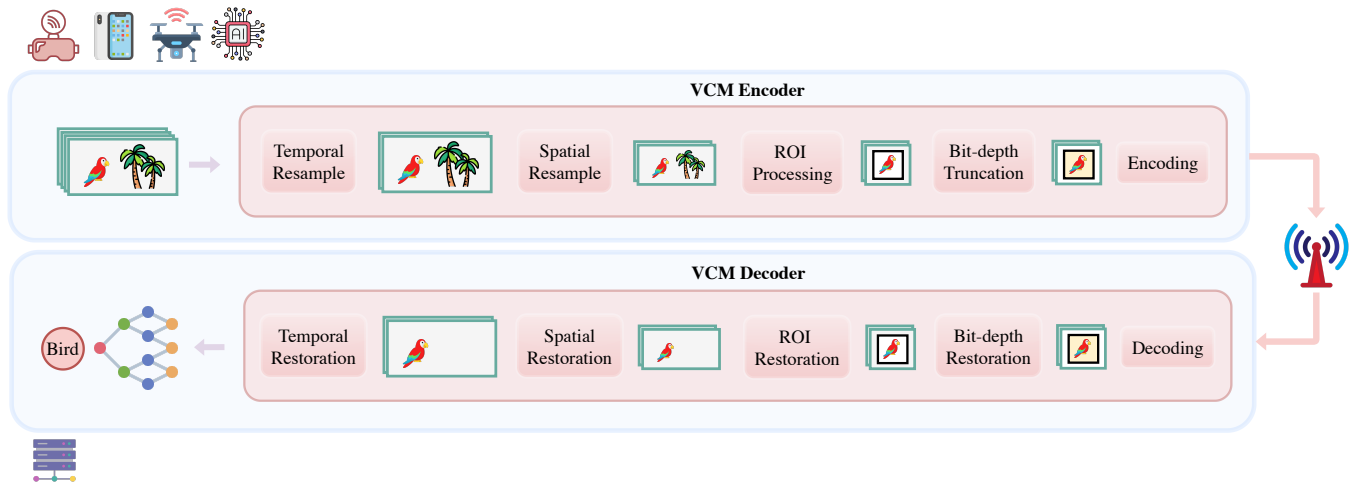 AI
VCM Encoder
Temporal
Resample
Spatial
Resample
ROI
Processing
Bit-depth
Truncation
Encoding
VCM Decoder
Bird
Temporal
Restoration
Spatial
Restoration
ROI
Restoration
Bit-depth
Restoration
Decoding